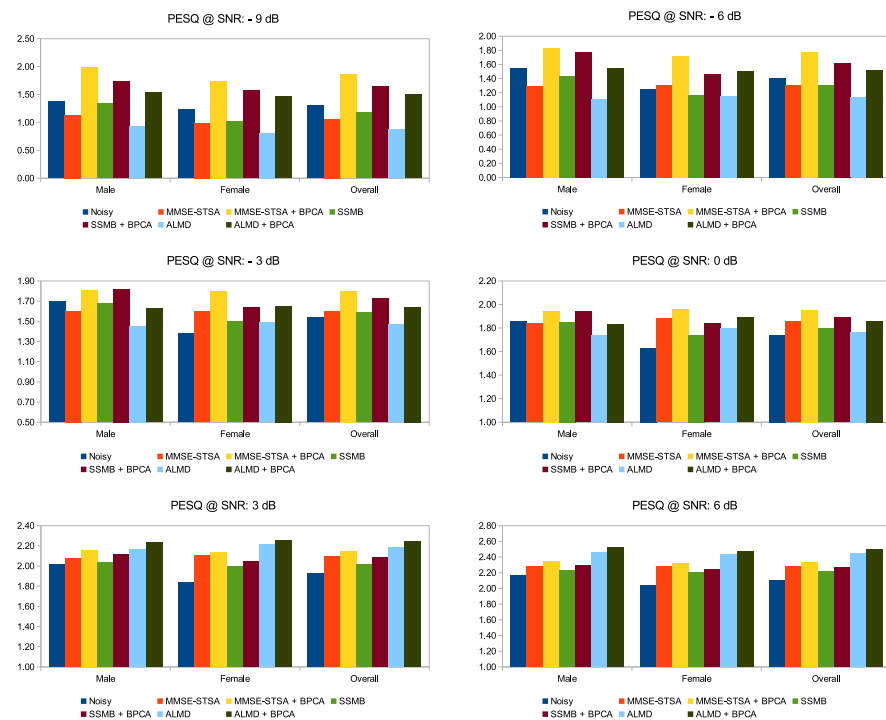 PESQ @ SNR: - 9 dB
2.50
2.00
1.50
1.00
0.50
0.00
Male Female Overall
Noisy MMSE-STSA MMSE-STSA + BPCA SSMB
SSMB + BPCA ALMD ALMD + BPCA
PESQ @ SNR: - 6 dB
2.00
1.80
1.60
1.40
1.20
1.00
0.80
0.60
0.40
0.20
0.00
Male Female Overall
Noisy MMSE-STSA MMSE-STSA + BPCA SSMB
SSMB + BPCA ALMD ALMD + BPCA
PESQ @ SNR: - 3 dB
1.90
1.70
1.50
1.30
1.10
0.90
0.70
0.50
Male Female Overall
Noisy MMSE-STSA MMSE-STSA + BPCA SSMB
SSMB + BPCA ALMD ALMD + BPCA
PESQ @ SNR: 0 dB
2.20
2.00
1.80
1.60
1.40
1.20
1.00
Male Female Overall
Noisy MMSE-STSA MMSE-STSA + BPCA SSMB
SSMB + BPCA ALMD ALMD + BPCA
PESQ @ SNR: 3 dB
2.40
2.20
2.00
1.80
1.60
1.40
1.20
1.00
Male Female Overall
Noisy MMSE-STSA MMSE-STSA + BPCA SSMB
SSMB + BPCA ALMD ALMD + BPCA
PESQ @ SNR: 6 dB
2.80
2.60
2.40
2.20
2.00
1.80
1.60
1.40
1.20
1.00
Male Female Overall
Noisy MMSE-STSA MMSE-STSA + BPCA SSMB
SSMB + BPCA ALMD ALMD + BPCA